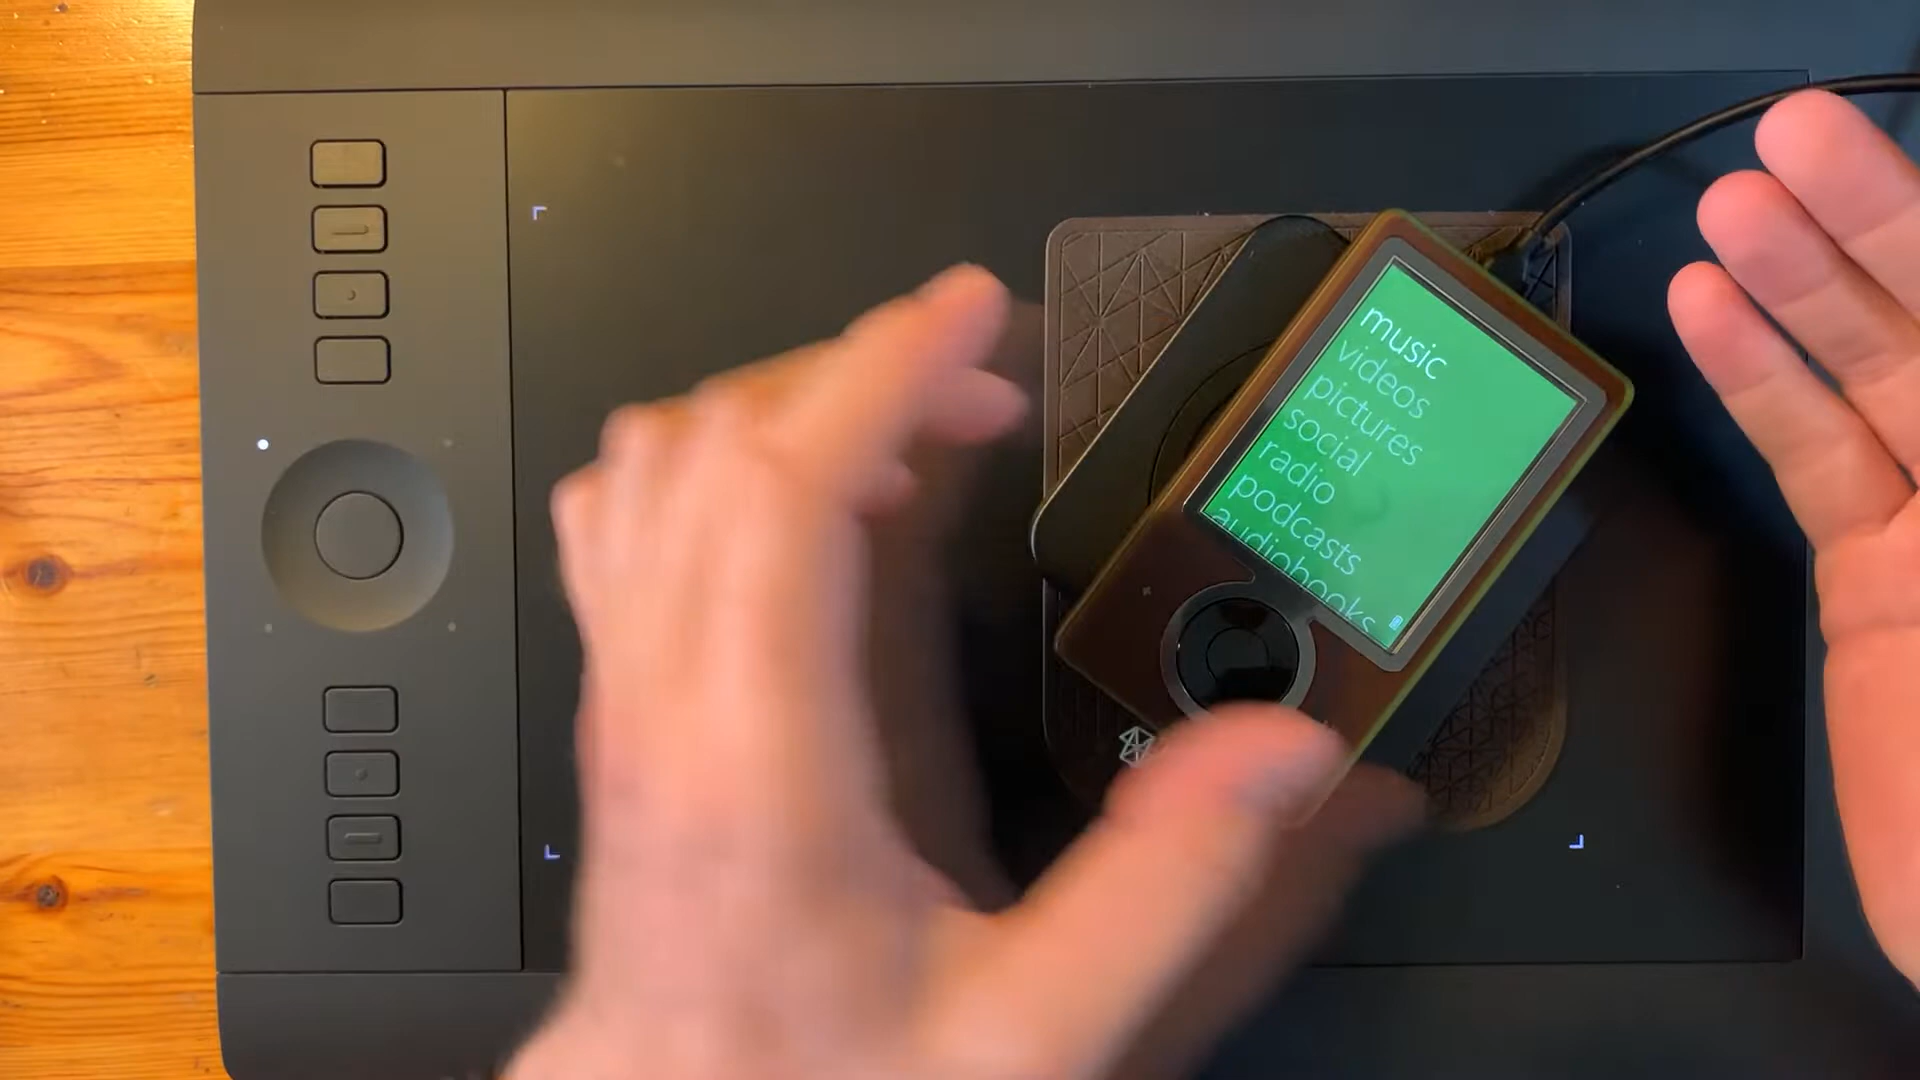 music
videos
pictures
social
radio
podcasts
audiobooks